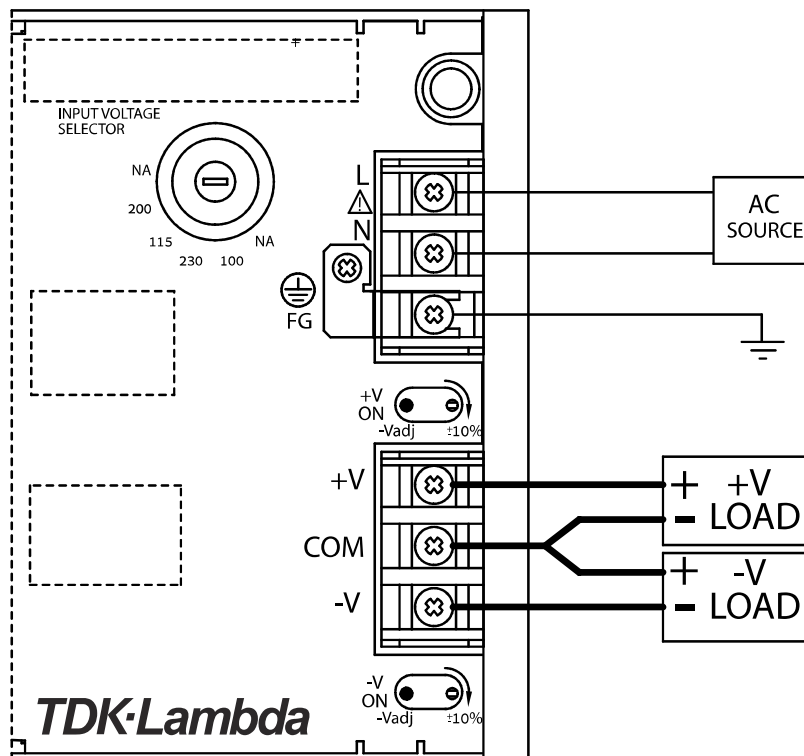 INPUT VOLTAGE
SELECTOR
NA
200
115
230
100
NA
L
N
FG
AC
SOURCE
+V
ON
-Vadj
±10%
+V
COM
-V
+ +V
- LOAD
+ -V
- LOAD
-V
ON
-Vadj
±10%
TDK·Lambda